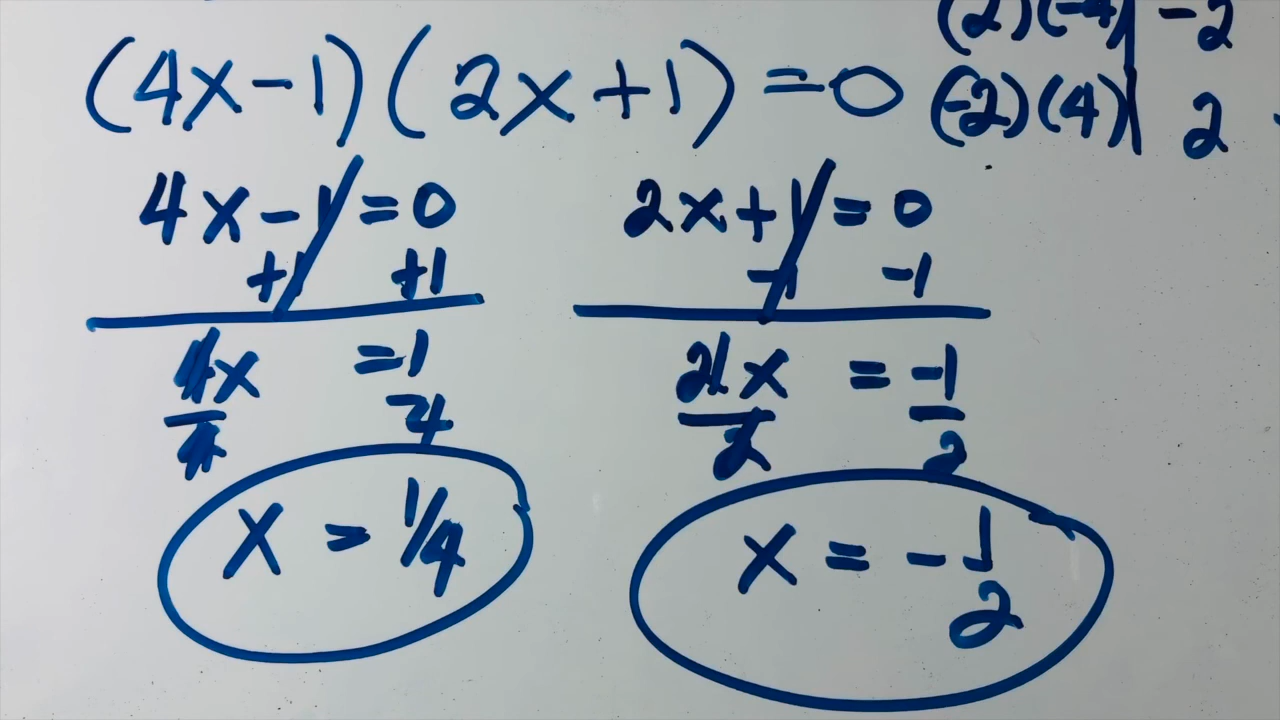 (2)(-4) | -2
(4x-1)(2x+1)=0
(-2)(4) | 2
4x-1=0
+1 +1
4x =1
4 4
x = 1/4
2x+1=0
-1 -1
2x = -1
2 2
x = -1
2